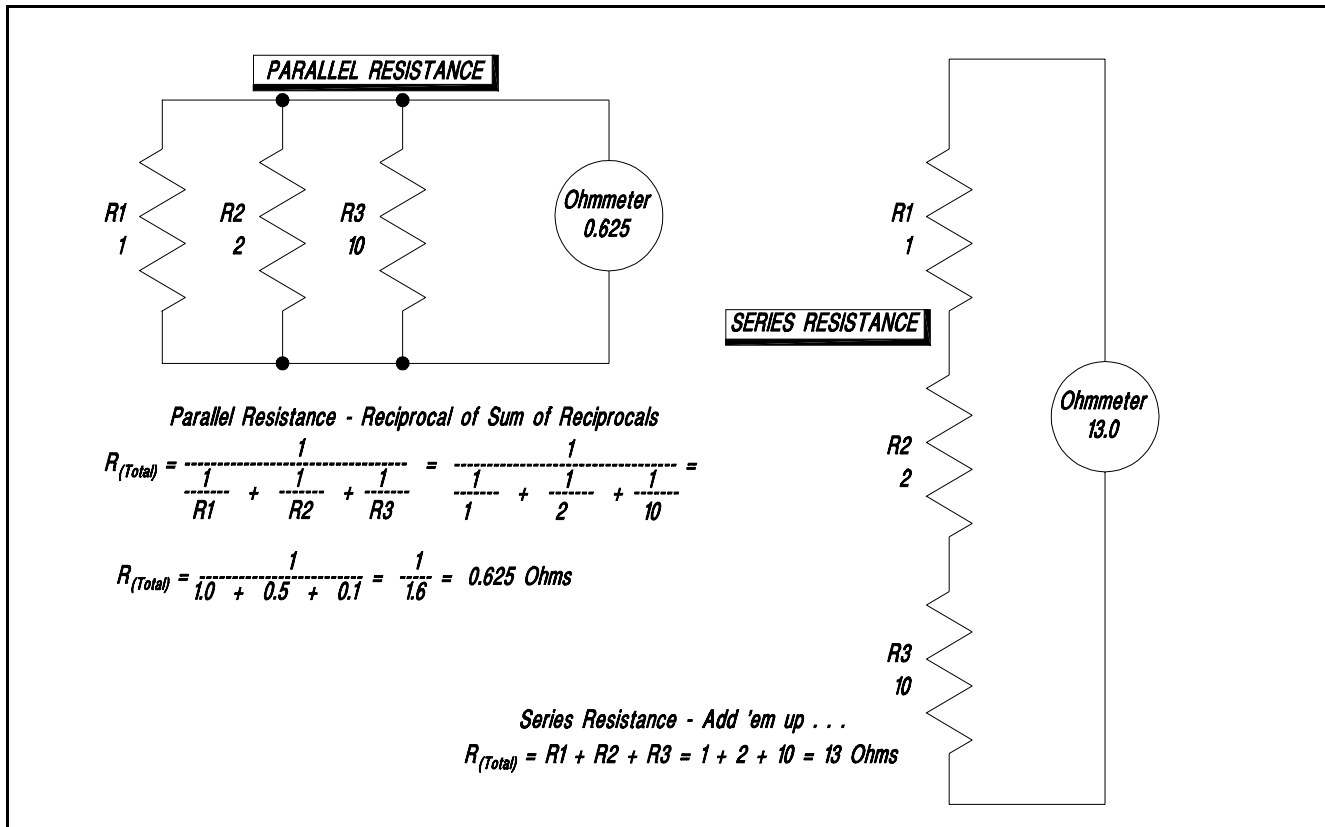 PARALLEL RESISTANCE
R1
1
R2
2
R3
10
Ohmmeter
0.625
Parallel Resistance - Reciprocal of Sum of Reciprocals
R(Total) = 1 / (1/R1 + 1/R2 + 1/R3) = 1 / (1/1 + 1/2 + 1/10) =
R(Total) = 1 / (1.0 + 0.5 + 0.1) = 1/1.6 = 0.625 Ohms
SERIES RESISTANCE
R1
1
R2
2
R3
10
Ohmmeter
13.0
Series Resistance - Add 'em up . . .
R(Total) = R1 + R2 + R3 = 1 + 2 + 10 = 13 Ohms